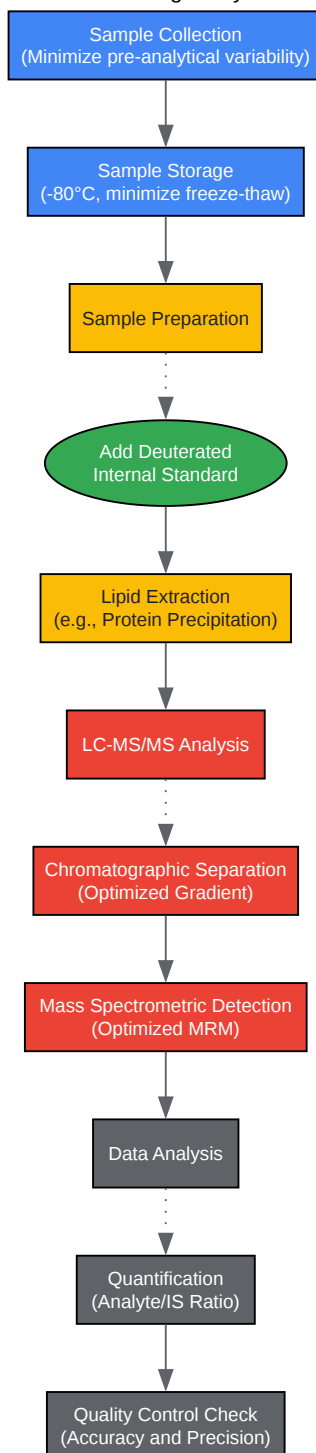 Sample Collection
(Minimize pre-analytical variability)
Sample Storage
(-80°C, minimize freeze-thaw)
Sample Preparation
Add Deuterated
Internal Standard
Lipid Extraction
(e.g., Protein Precipitation)
LC-MS/MS Analysis
Chromatographic Separation
(Optimized Gradient)
Mass Spectrometric Detection
(Optimized MRM)
Data Analysis
Quantification
(Analyte/IS Ratio)
Quality Control Check
(Accuracy and Precision)